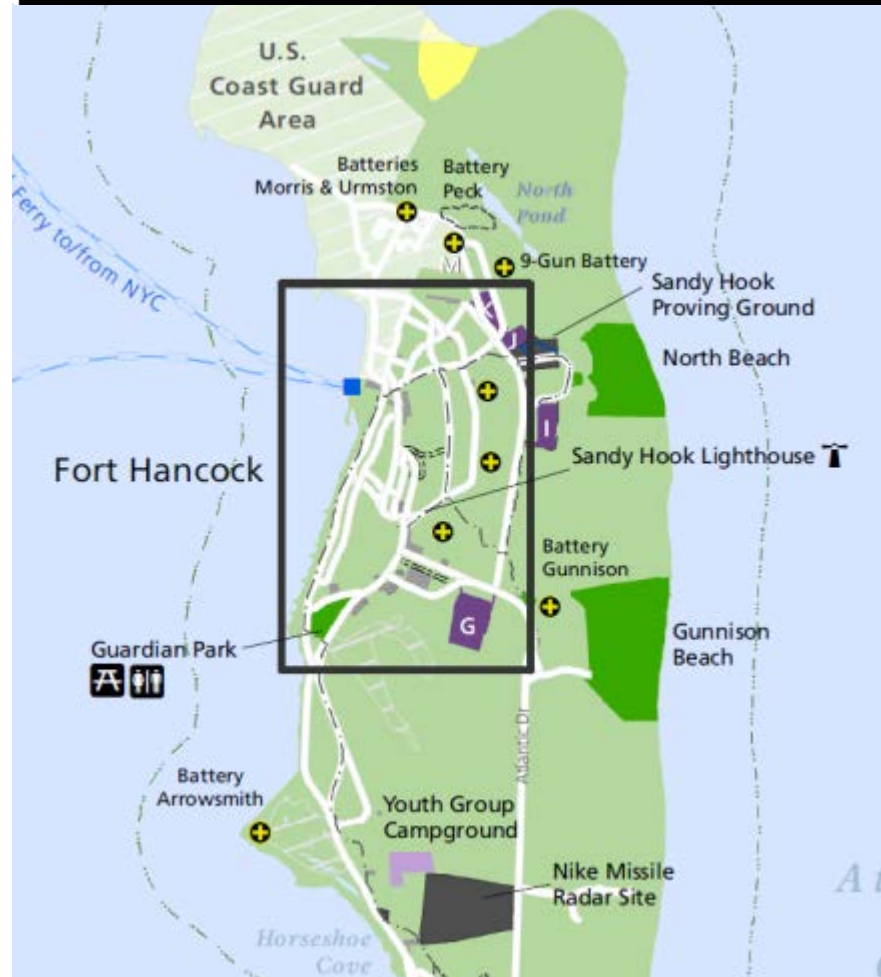 U.S.
Coast Guard
Area
Batteries
Morris & Urmston
Battery
Peck
North
Pond
Ferry to/from NYC
M
9-Gun Battery
Sandy Hook
Proving Ground
K
J
North Beach
I
Fort Hancock
Sandy Hook Lighthouse
Battery
Gunnison
G
Gunnison
Beach
Guardian Park
Atlantic Dr
Battery
Arrowsmith
Youth Group
Campground
Nike Missile
Radar Site
Horseshoe
Cove